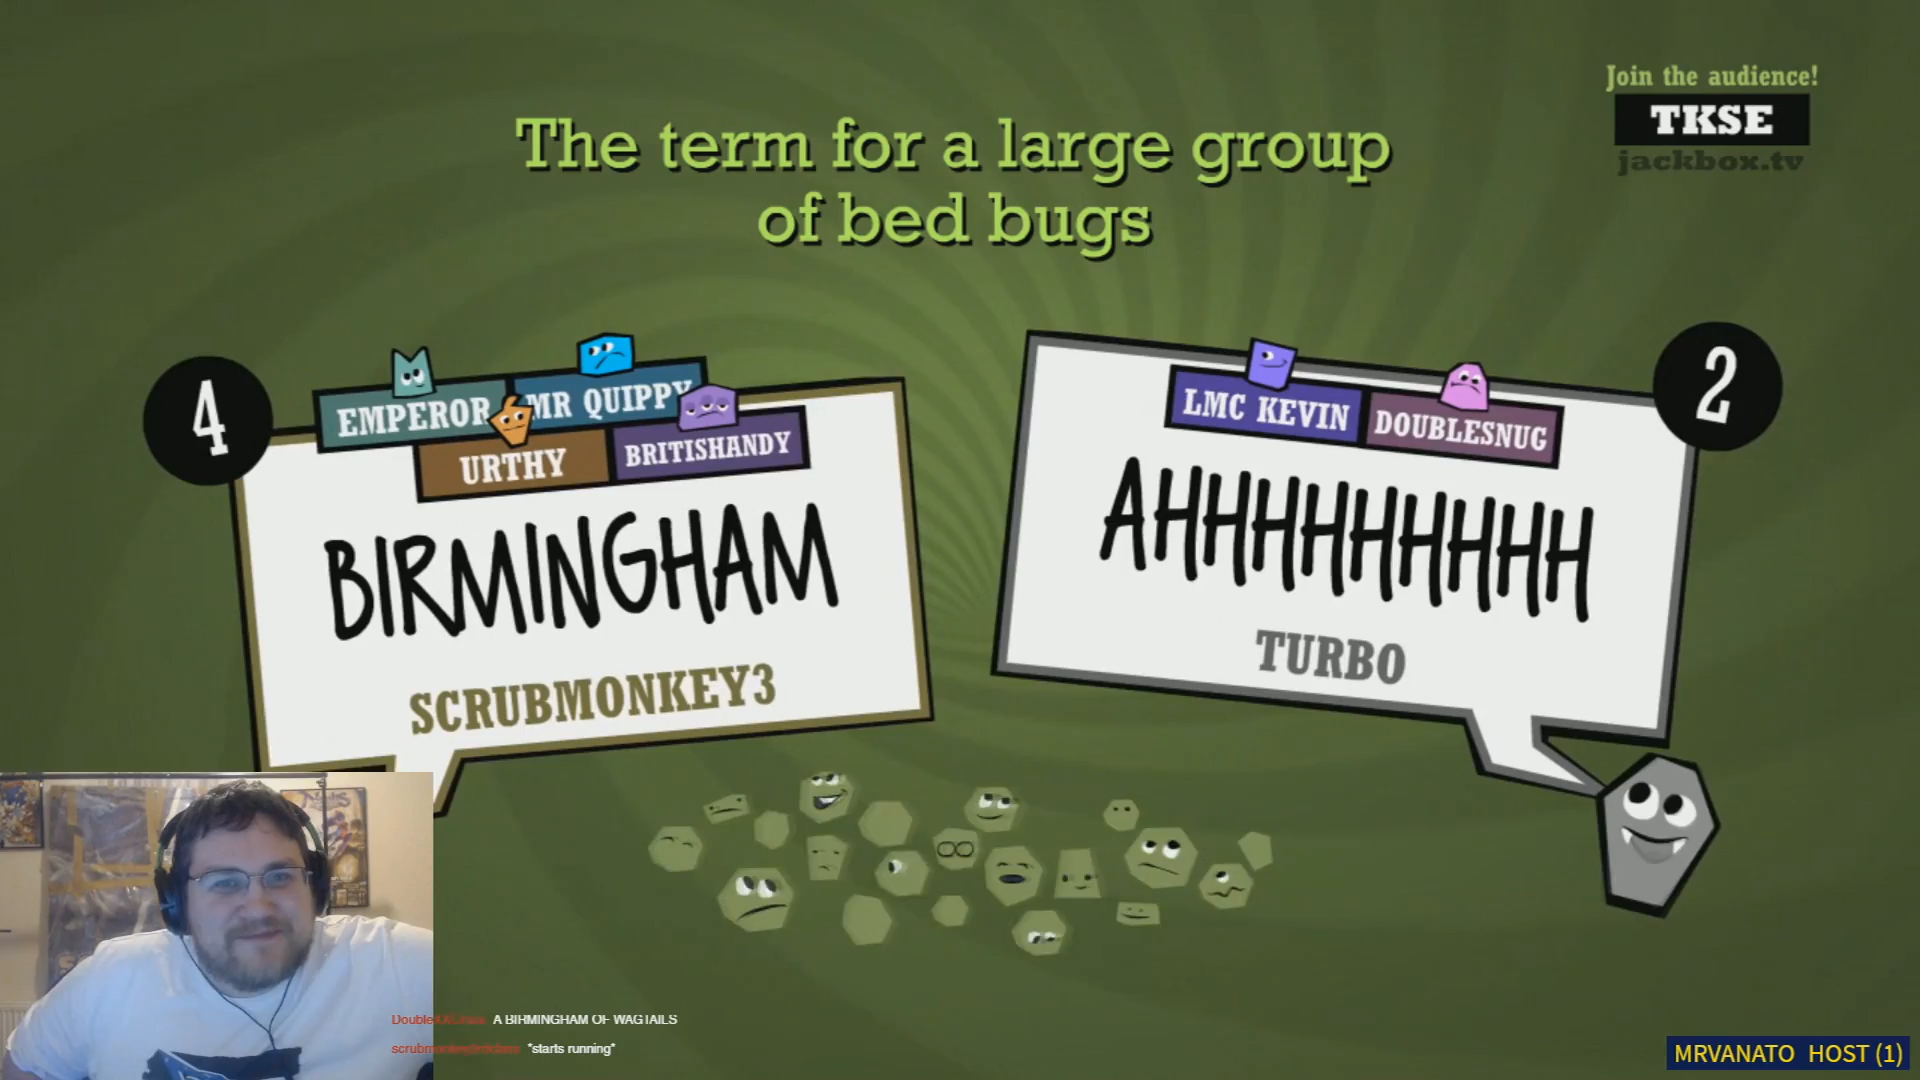 Join the audience!
TKSE
jackbox.tv
The term for a large group
of bed bugs
4
EMPEROR
MR QUIPPY
URTHY
BRITISHANDY
BIRMINGHAM
SCRUBMONKEY3
2
LMC KEVIN
DOUBLESNUG
AHHHHHHHHH
TURBO
A BIRMINGHAM OF WAGTAILS
*starts running*
MRVANATO HOST (1)